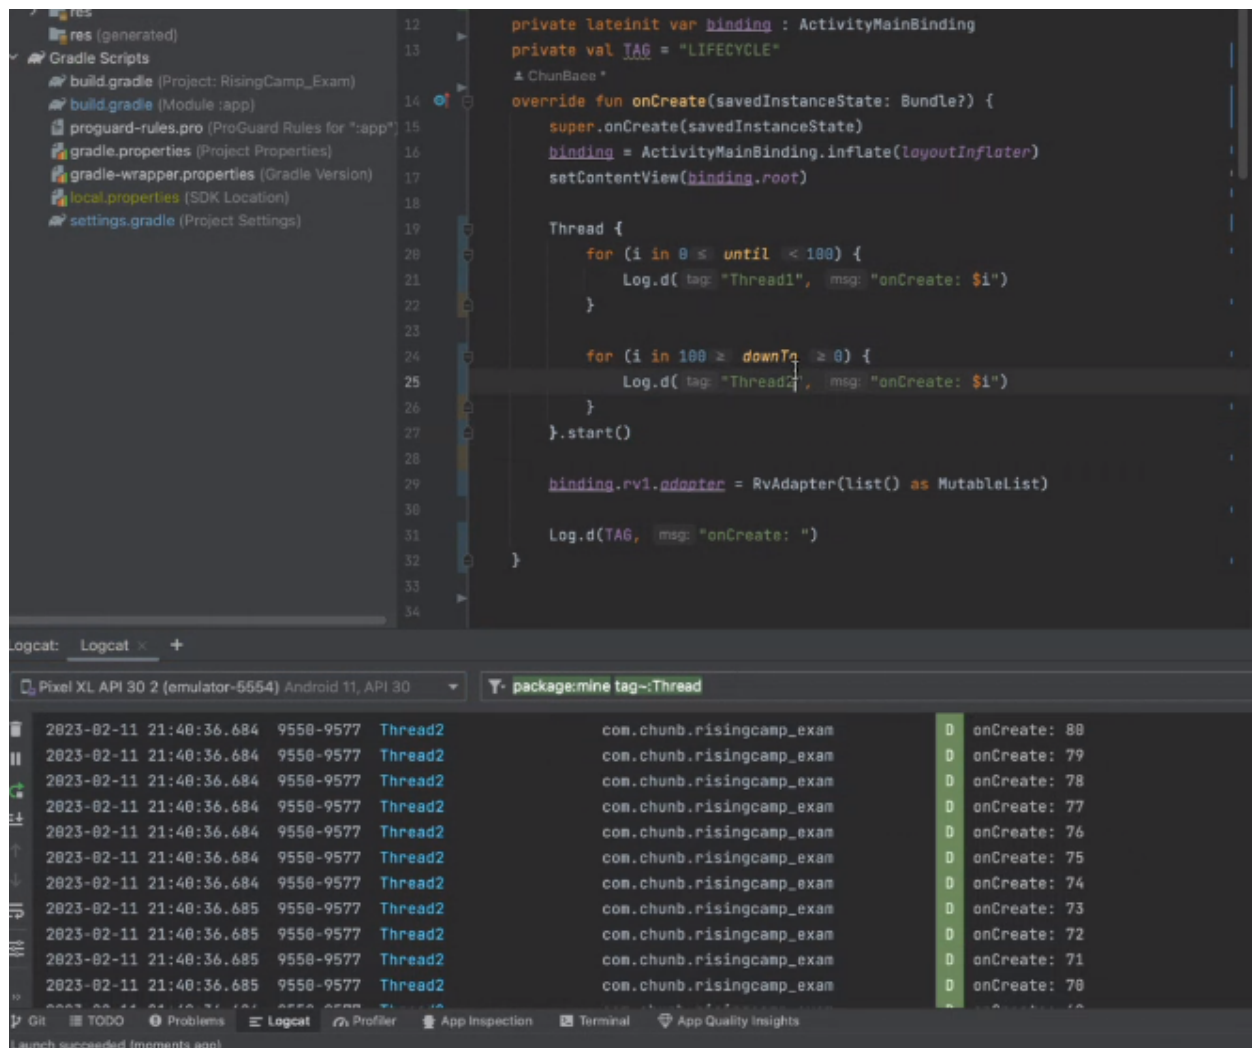 res
res (generated)
Gradle Scripts
build.gradle (Project: RisingCamp_Exam)
build.gradle (Module :app)
proguard-rules.pro (ProGuard Rules for ":app")
gradle.properties (Project Properties)
gradle-wrapper.properties (Gradle Version)
local.properties (SDK Location)
settings.gradle (Project Settings)
12 private lateinit var binding : ActivityMainBinding
13 private val TAG = "LIFECYCLE"
ChunBaee *
14 override fun onCreate(savedInstanceState: Bundle?) {
15 super.onCreate(savedInstanceState)
16 binding = ActivityMainBinding.inflate(layoutInflater)
17 setContentView(binding.root)
18
19 Thread {
20 for (i in 0 ≤ until < 100) {
21 Log.d( tag: "Thread1", msg: "onCreate: $i")
22 }
23
24 for (i in 100 ≥ downTo ≥ 0) {
25 Log.d( tag: "Thread2", msg: "onCreate: $i")
26 }
27 }.start()
28
29 binding.rv1.adapter = RvAdapter(list() as MutableList)
30
31 Log.d(TAG, msg: "onCreate: ")
32 }
33
34
Logcat: Logcat × +
Pixel XL API 30 2 (emulator-5554) Android 11, API 30
package:mine tag~:Thread
2023-02-11 21:40:36.684 9550-9577 Thread2 com.chunb.risingcamp_exam D onCreate: 80
2023-02-11 21:40:36.684 9550-9577 Thread2 com.chunb.risingcamp_exam D onCreate: 79
2023-02-11 21:40:36.684 9550-9577 Thread2 com.chunb.risingcamp_exam D onCreate: 78
2023-02-11 21:40:36.684 9550-9577 Thread2 com.chunb.risingcamp_exam D onCreate: 77
2023-02-11 21:40:36.684 9550-9577 Thread2 com.chunb.risingcamp_exam D onCreate: 76
2023-02-11 21:40:36.684 9550-9577 Thread2 com.chunb.risingcamp_exam D onCreate: 75
2023-02-11 21:40:36.684 9550-9577 Thread2 com.chunb.risingcamp_exam D onCreate: 74
2023-02-11 21:40:36.685 9550-9577 Thread2 com.chunb.risingcamp_exam D onCreate: 73
2023-02-11 21:40:36.685 9550-9577 Thread2 com.chunb.risingcamp_exam D onCreate: 72
2023-02-11 21:40:36.685 9550-9577 Thread2 com.chunb.risingcamp_exam D onCreate: 71
2023-02-11 21:40:36.685 9550-9577 Thread2 com.chunb.risingcamp_exam D onCreate: 70
Git TODO Problems Logcat Profiler App Inspection Terminal App Quality Insights
Launch succeeded (moments ago)